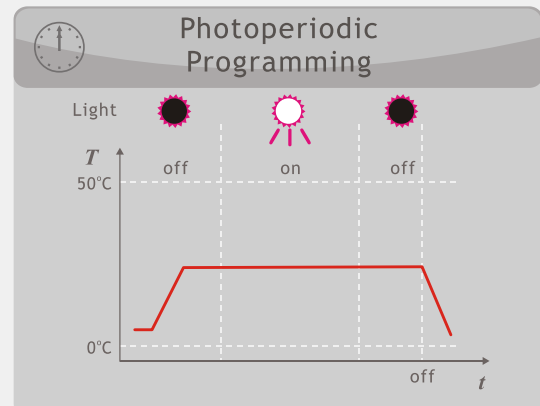 Photoperiodic
Programming
Light
T
off
on
off
50°C
0°C
off
t